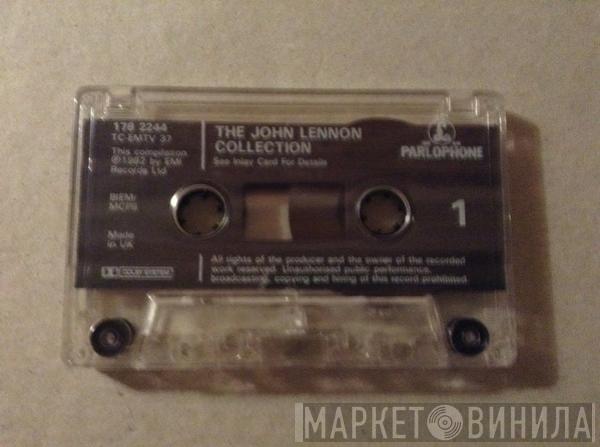 178 2244
TC-EMTV 37
This compilation
℗1982 by EMI
Records Ltd
BIEM/
MCPS
Made
in UK
DOLBY SYSTEM
THE JOHN LENNON
COLLECTION
See Inlay Card For Details
PARLOPHONE
1
All rights of the producer and the owner of the recorded
work reserved. Unauthorised public performance,
broadcasting, copying and hiring of this record prohibited.
МАРКЕТ ВИНИЛА